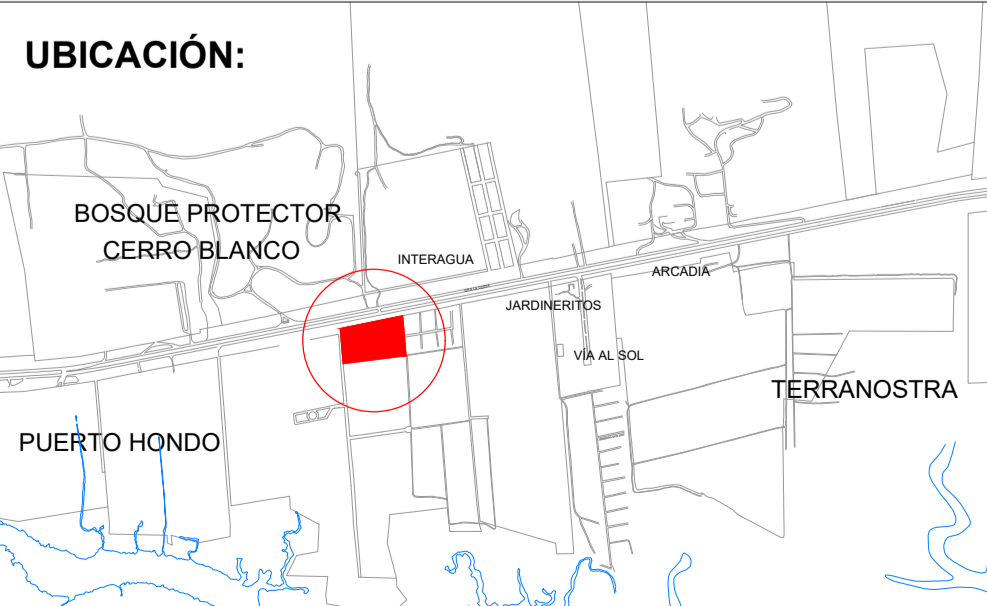 UBICACIÓN:
BOSQUE PROTECTOR
CERRO BLANCO
INTERAGUA
ARCADIA
JARDINERITOS
VÍA AL SOL
TERRANOSTRA
PUERTO HONDO